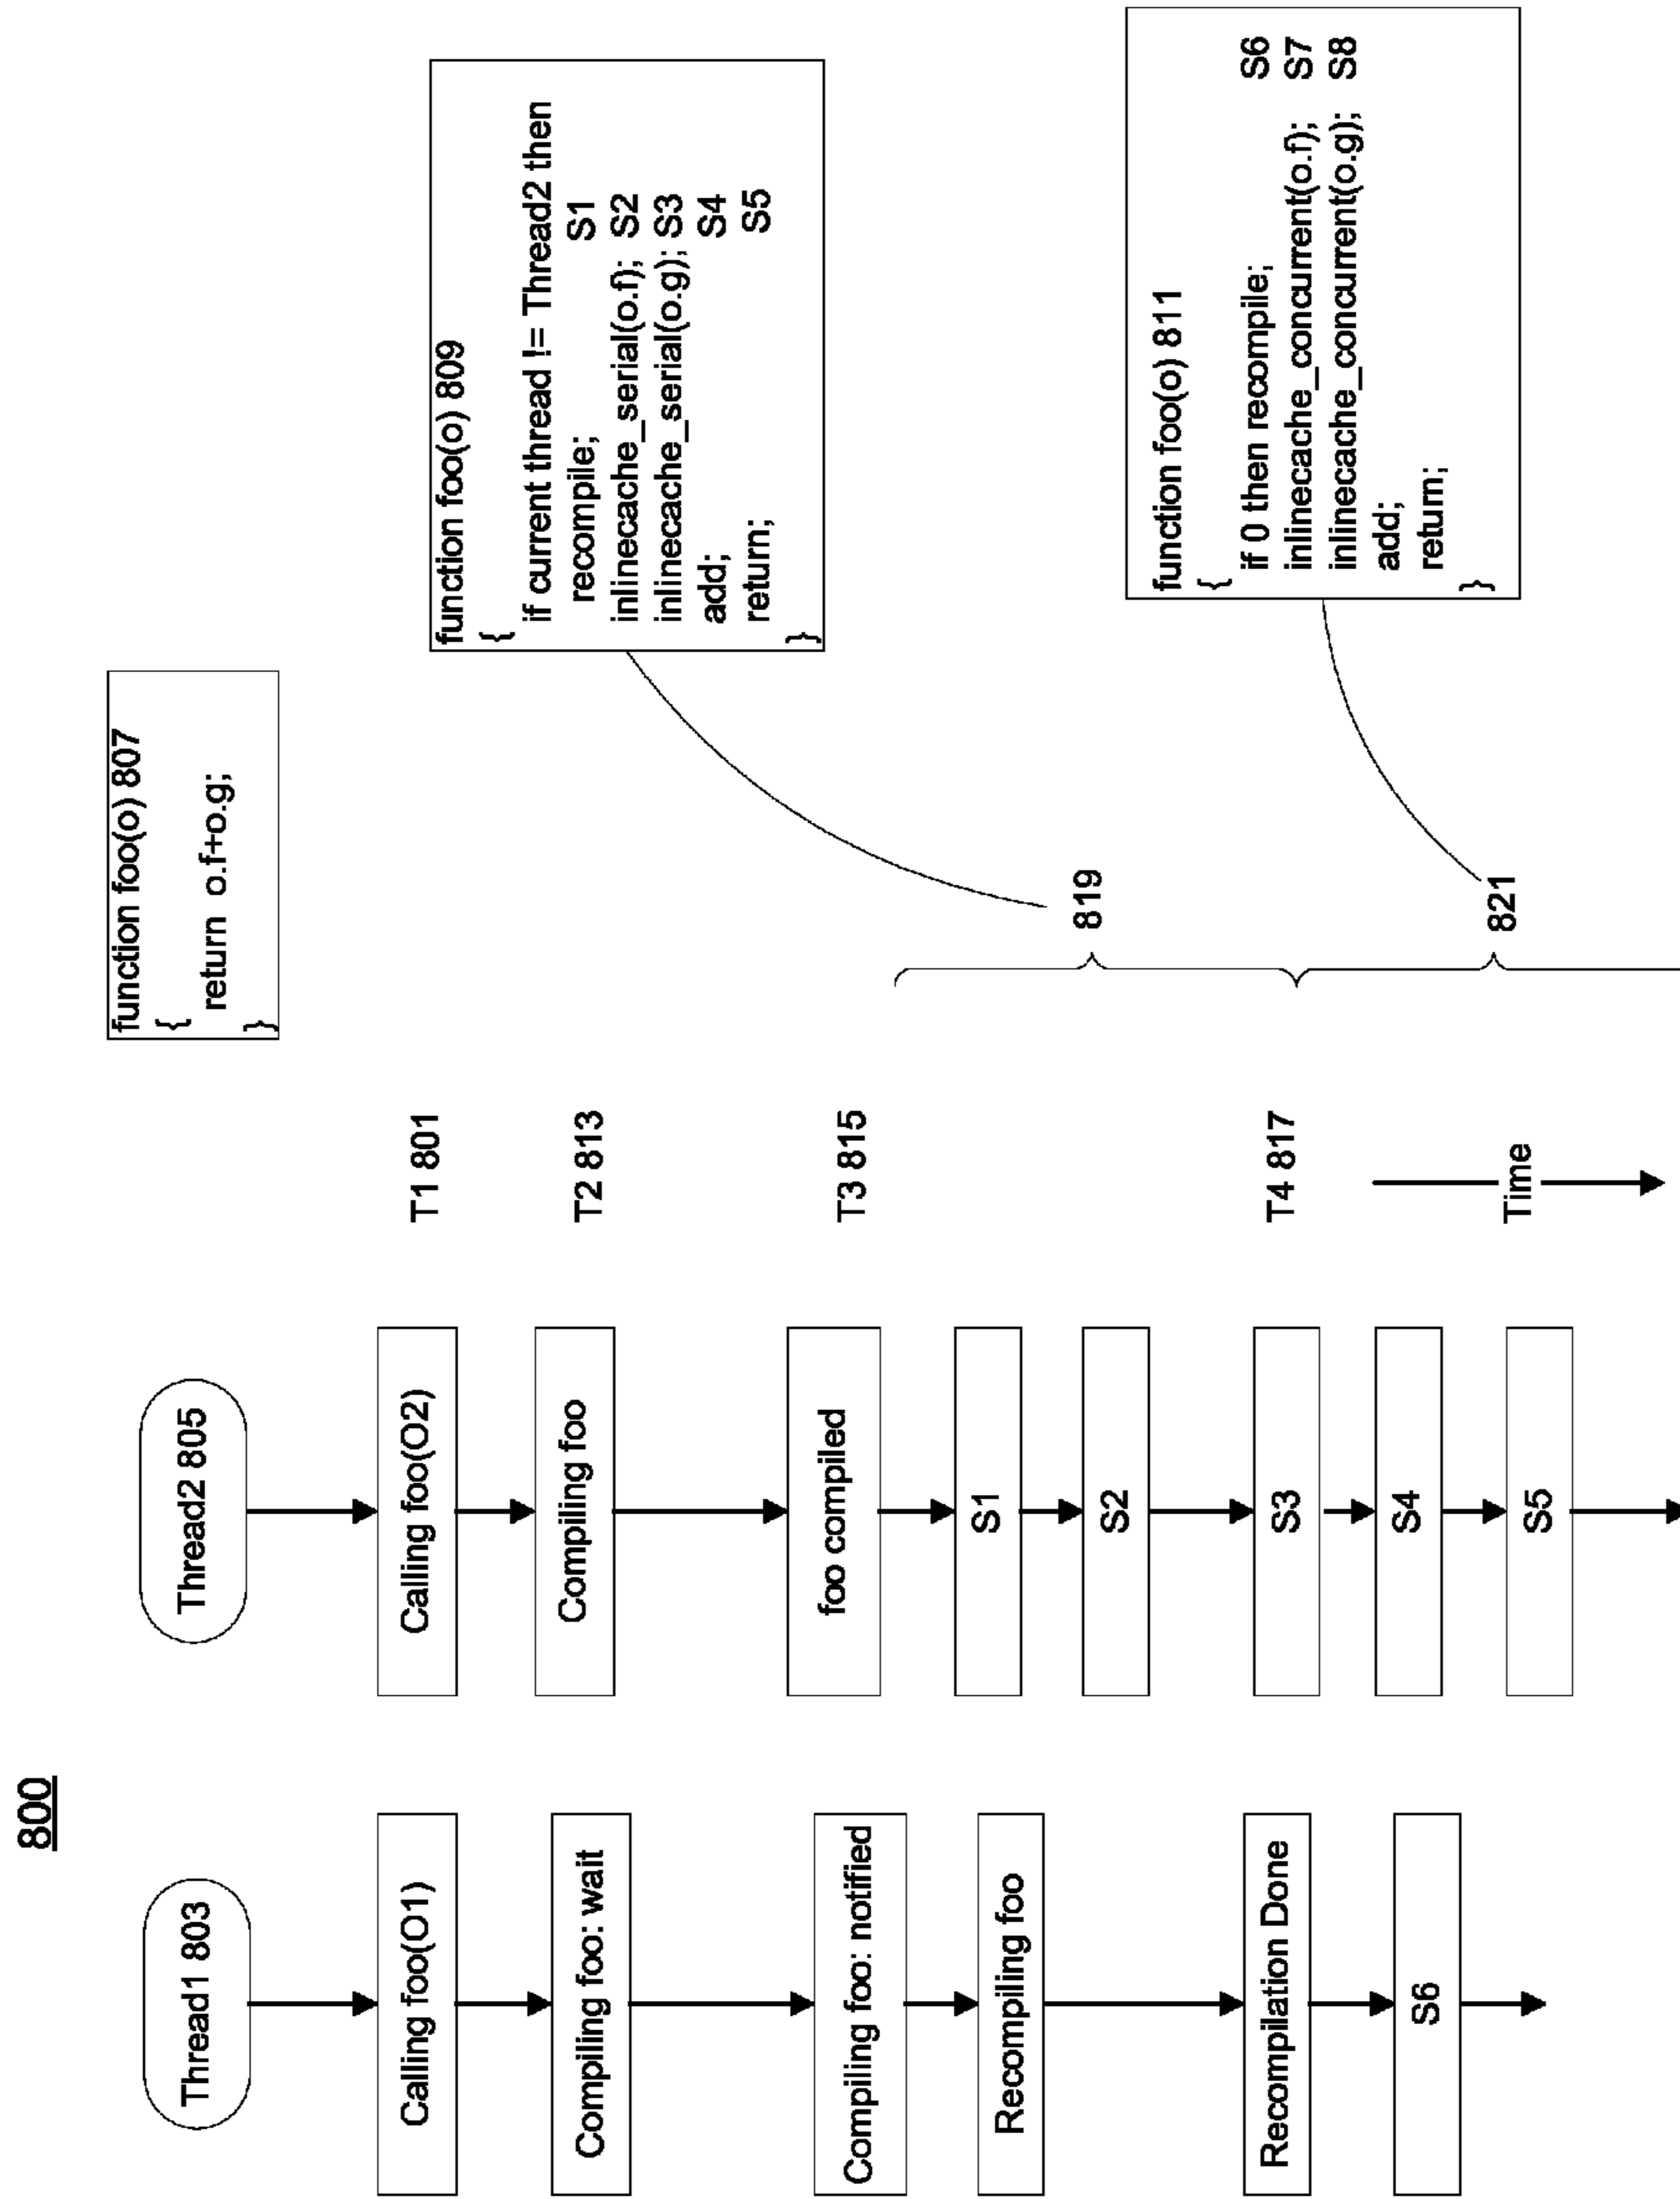 800
Thread1 803
Calling foo(O1)
Compiling foo: wait
Compiling foo: notified
Recompiling foo
Recompilation Done
S6
Thread2 805
Calling foo(O2)
Compiling foo
foo compiled
S1
S2
S3
S4
S5
T1 801
T2 813
T3 815
T4 817
Time
819
821
function foo(o) 807
{
return o.f+o.g;
}
function foo(o) 809
{
if current thread != Thread2 then
recompile; S1
inlinecache_serial(o.f); S2
inlinecache_serial(o.g); S3
add; S4
return; S5
}
function foo(o) 811
{
if 0 then recompile; S6
inlinecache_concurrent(o.f); S7
inlinecache_concurrent(o.g); S8
add;
return;
}